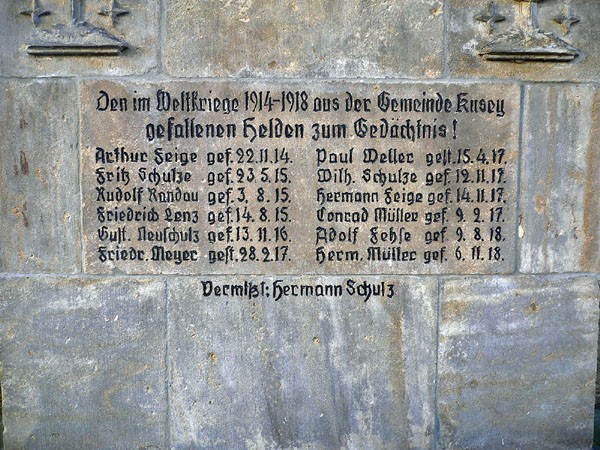 Den im Weltkriege 1914-1918 aus der Gemeinde Kusey
gefallenen Helden zum Gedächtnis!
Arthur Feige gef. 22.11.14. Paul Weller gest. 15.4.17.
Fritz Schulze gef. 23.5.15. Wilh. Schulze gef. 12.11.17.
Rudolf Randau gef. 3. 8. 15. Hermann Feige gef. 14.11.17.
Friedrich Lenz gef. 14.8.15. Conrad Müller gef. 9. 2. 17.
Gust. Neuschulz gef. 13.11.16. Adolf Fehse gef. 9. 8. 18.
Friedr. Meyer gest. 28.2.17. Herm. Müller gef. 6. 11. 18.
Vermißt: Hermann Schulz